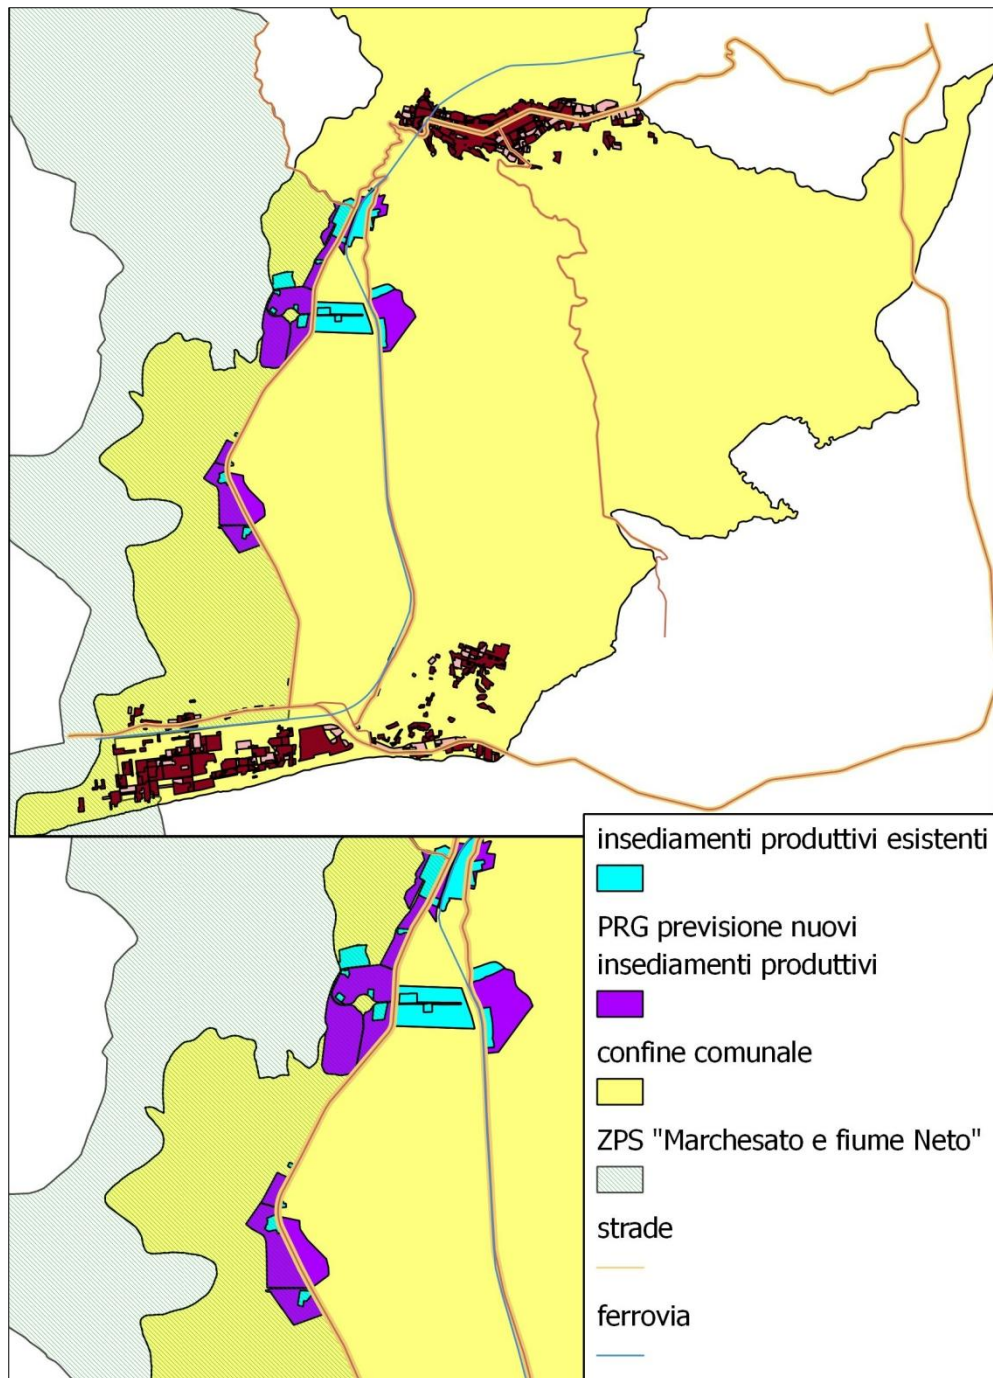 insediamenti produttivi esistenti
PRG previsione nuovi
insediamenti produttivi
confine comunale
ZPS "Marchesato e fiume Neto"
strade
ferrovia